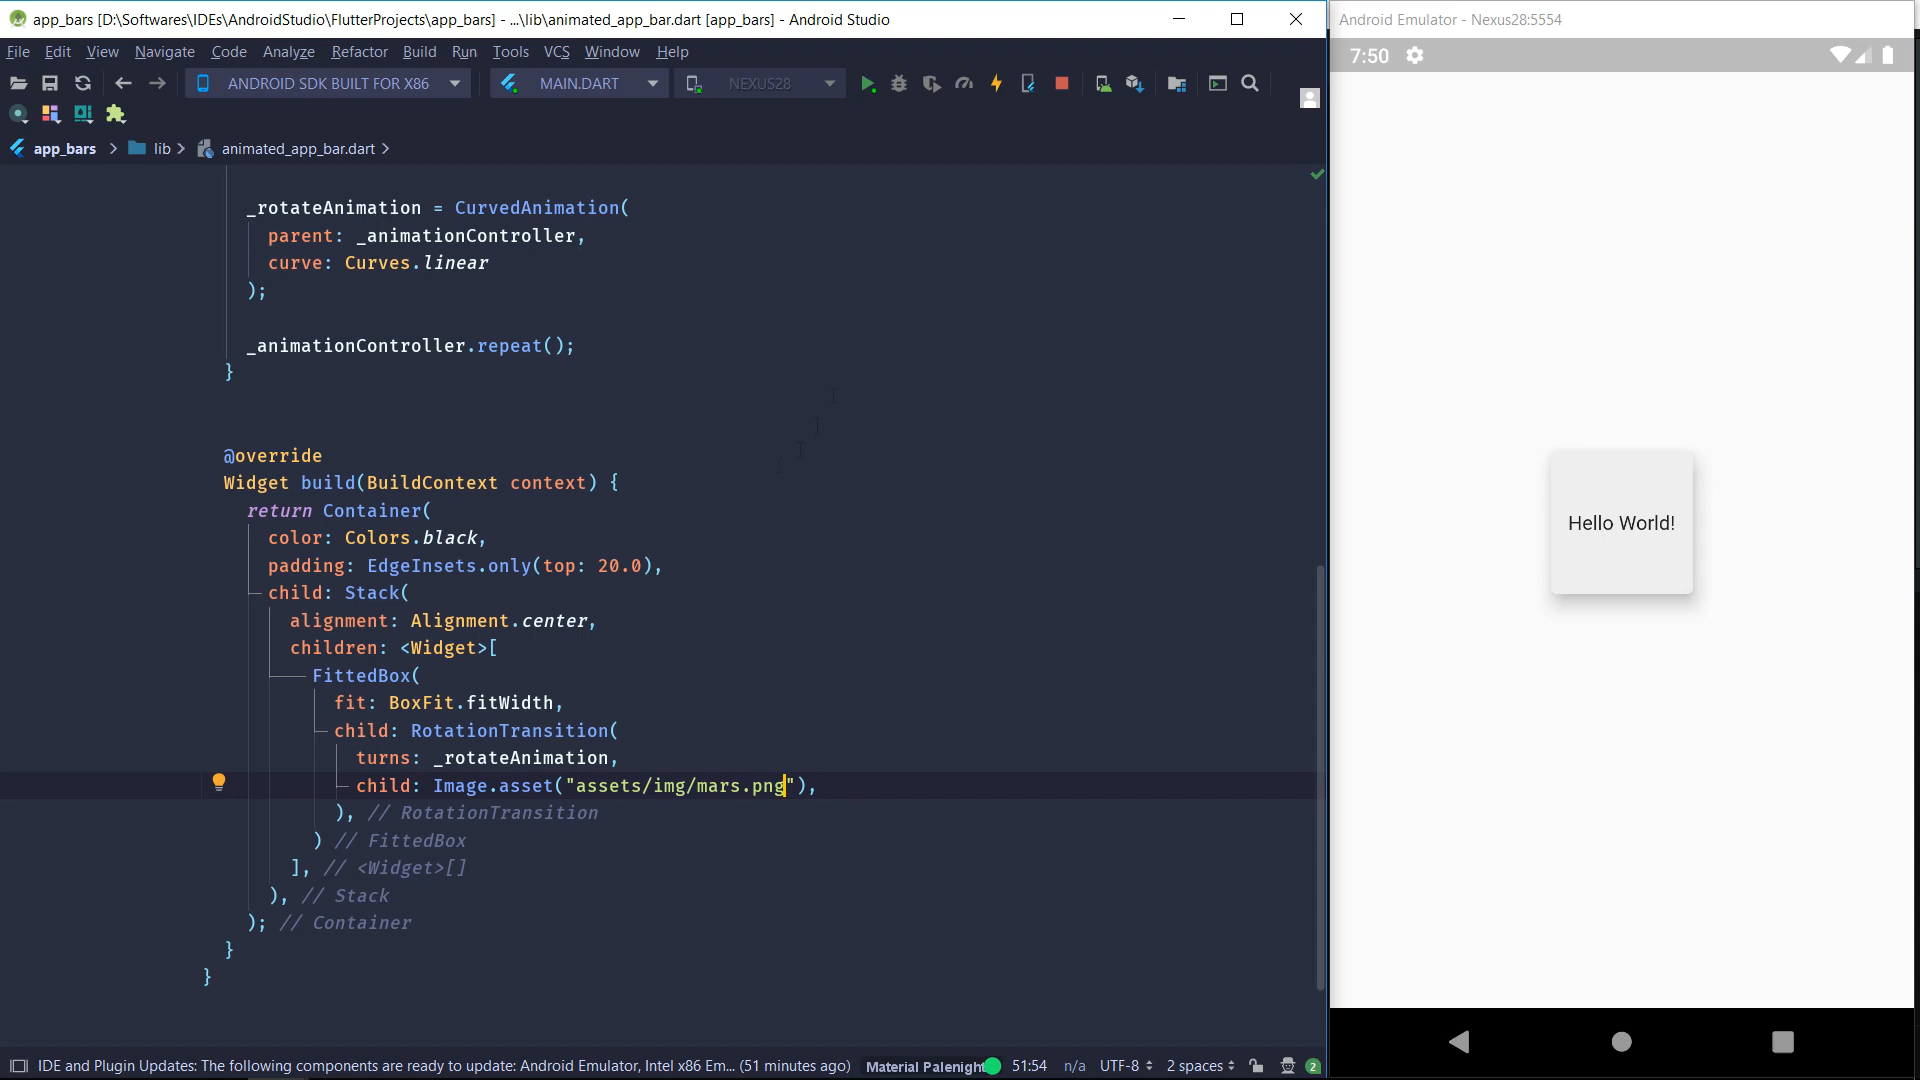 app_bars [D:\Softwares\IDEs\AndroidStudio\FlutterProjects\app_bars] - ...\lib\animated_app_bar.dart [app_bars] - Android Studio
File Edit View Navigate Code Analyze Refactor Build Run Tools VCS Window Help
ANDROID SDK BUILT FOR X86 MAIN.DART NEXUS28
app_bars lib animated_app_bar.dart
_rotateAnimation = CurvedAnimation(
parent: _animationController,
curve: Curves.linear
);
_animationController.repeat();
}
@override
Widget build(BuildContext context) {
return Container(
color: Colors.black,
padding: EdgeInsets.only(top: 20.0),
child: Stack(
alignment: Alignment.center,
children: <Widget>[
FittedBox(
fit: BoxFit.fitWidth,
child: RotationTransition(
turns: _rotateAnimation,
child: Image.asset("assets/img/mars.png"),
), // RotationTransition
) // FittedBox
], // <Widget>[]
), // Stack
); // Container
}
}
IDE and Plugin Updates: The following components are ready to update: Android Emulator, Intel x86 Em... (51 minutes ago) Material Palenight 51:54 n/a UTF-8 2 spaces 2
Android Emulator - Nexus28:5554
7:50
Hello World!